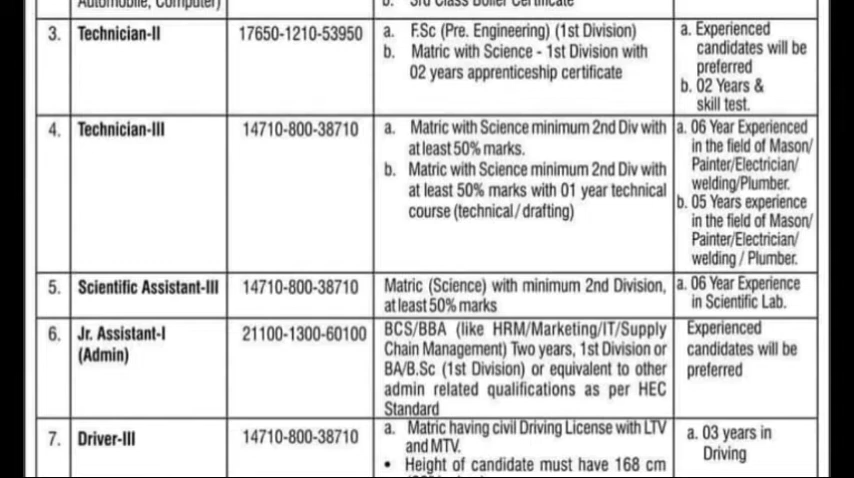 Automobile, Computer)
b. 3rd Class Boiler Certificate
3. Technician-II
17650-1210-53950
a. F.Sc (Pre. Engineering) (1st Division)
b. Matric with Science - 1st Division with
02 years apprenticeship certificate
a. Experienced
candidates will be
preferred
b. 02 Years &
skill test.
4. Technician-III
14710-800-38710
a. Matric with Science minimum 2nd Div with
at least 50% marks.
b. Matric with Science minimum 2nd Div with
at least 50% marks with 01 year technical
course (technical/drafting)
a. 06 Year Experienced
in the field of Mason/
Painter/Electrician/
welding/Plumber.
b. 05 Years experience
in the field of Mason/
Painter/Electrician/
welding / Plumber.
5. Scientific Assistant-III
14710-800-38710
Matric (Science) with minimum 2nd Division,
at least 50% marks
a. 06 Year Experience
in Scientific Lab.
6. Jr. Assistant-I
(Admin)
21100-1300-60100
BCS/BBA (like HRM/Marketing/IT/Supply
Chain Management) Two years, 1st Division or
BA/B.Sc (1st Division) or equivalent to other
admin related qualifications as per HEC
Standard
Experienced
candidates will be
preferred
7. Driver-III
14710-800-38710
a. Matric having civil Driving License with LTV
and MTV.
• Height of candidate must have 168 cm
a. 03 years in
Driving